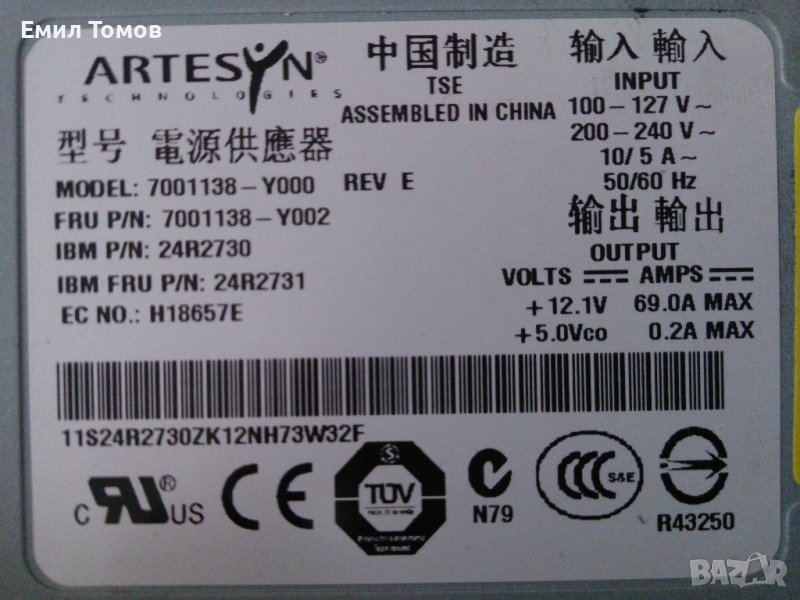 Емил Томов
ARTESYN®
TECHNOLOGIES
中国制造
TSE
ASSEMBLED IN CHINA
输入 輸入
INPUT
100-127 V~
200-240 V~
10/5 A~
50/60 Hz
型号 電源供應器
MODEL: 7001138-Y000 REV E
FRU P/N: 7001138-Y002
IBM P/N: 24R2730
IBM FRU P/N: 24R2731
EC NO.: H18657E
输出 輸出
OUTPUT
VOLTS AMPS
+12.1V 69.0A MAX
+5.0Vco 0.2A MAX
11S24R2730ZK12NH73W32F
C RU® US
CE
S
TÜV
N79
CCC S&E
R43250
BAZAR